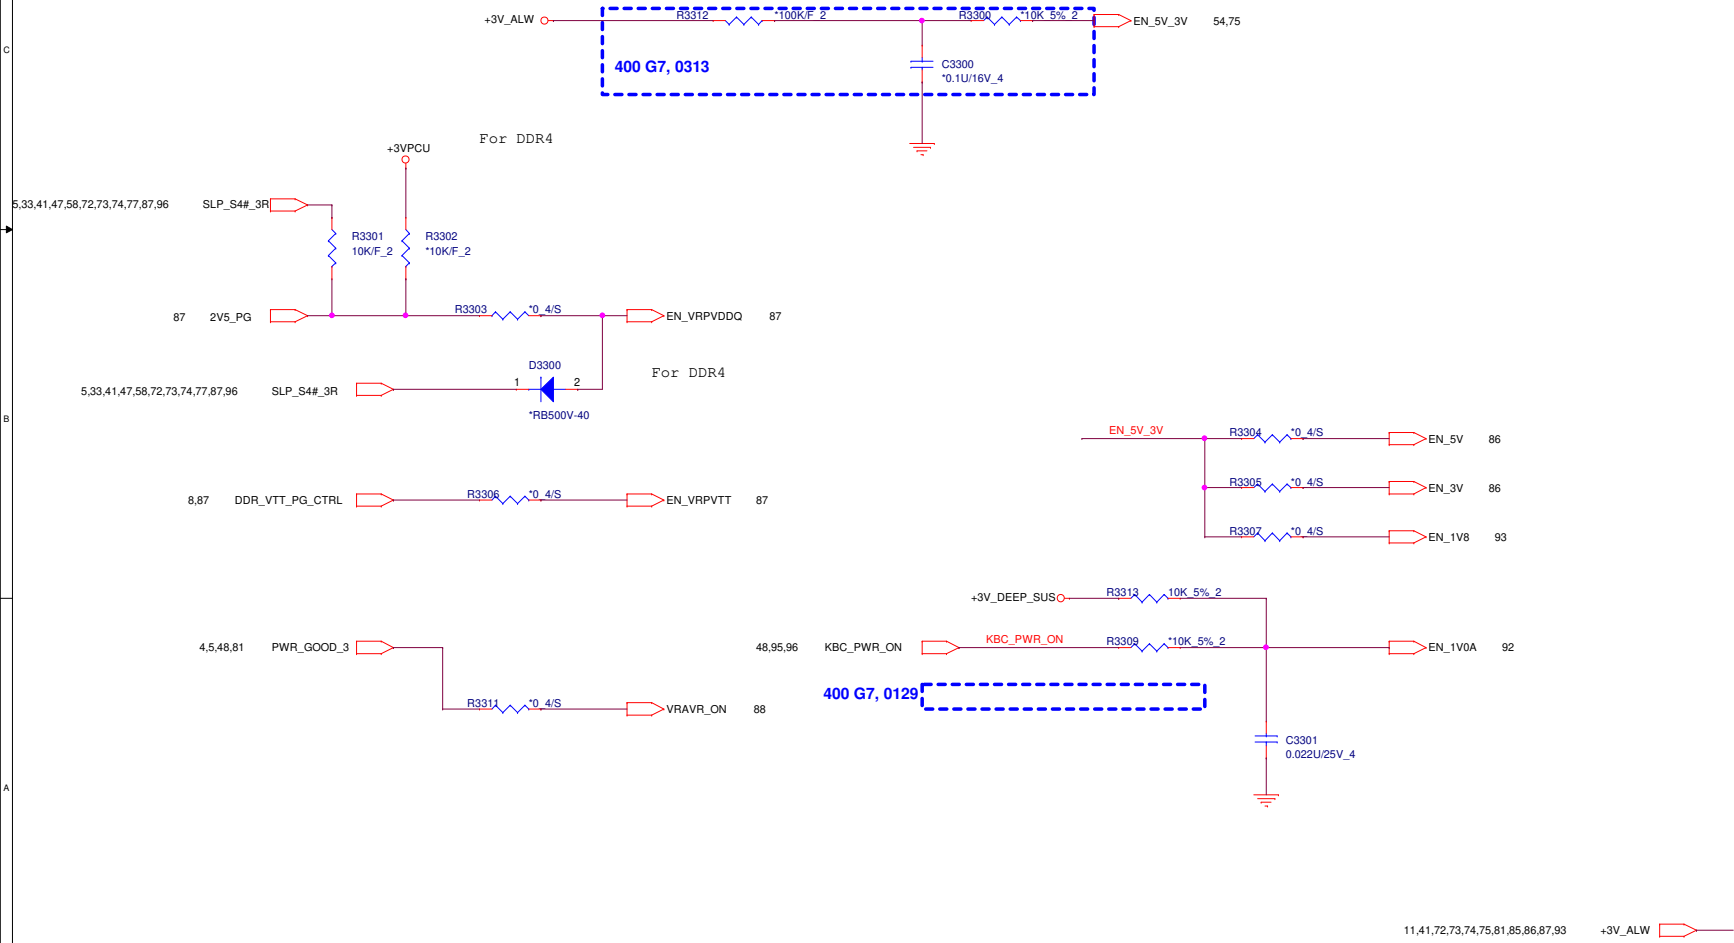 +3V_ALW R3312 *100K/F_2 R3300 *10K_5%_2 EN_5V_3V 54,75
C
400 G7, 0313
C3300
*0.1U/16V_4
For DDR4
+3VPCU
5,33,41,47,58,72,73,74,77,87,96 SLP_S4#_3R
R3301
10K/F_2
R3302
*10K/F_2
87 2V5_PG R3303 *0_4/S EN_VRPVDDQ 87
D3300
For DDR4
5,33,41,47,58,72,73,74,77,87,96 SLP_S4#_3R 1 2
*RB500V-40
B
EN_5V_3V R3304 *0_4/S EN_5V 86
R3305 *0_4/S EN_3V 86
8,87 DDR_VTT_PG_CTRL R3306 *0_4/S EN_VRPVTT 87
R3307 *0_4/S EN_1V8 93
+3V_DEEP_SUS R3313 10K_5%_2
4,5,48,81 PWR_GOOD_3
48,95,96 KBC_PWR_ON KBC_PWR_ON R3309 *10K_5%_2 EN_1V0A 92
400 G7, 0129
R3311 *0_4/S VRAVR_ON 88
C3301
0.022U/25V_4
A
11,41,72,73,74,75,81,85,86,87,93 +3V_ALW